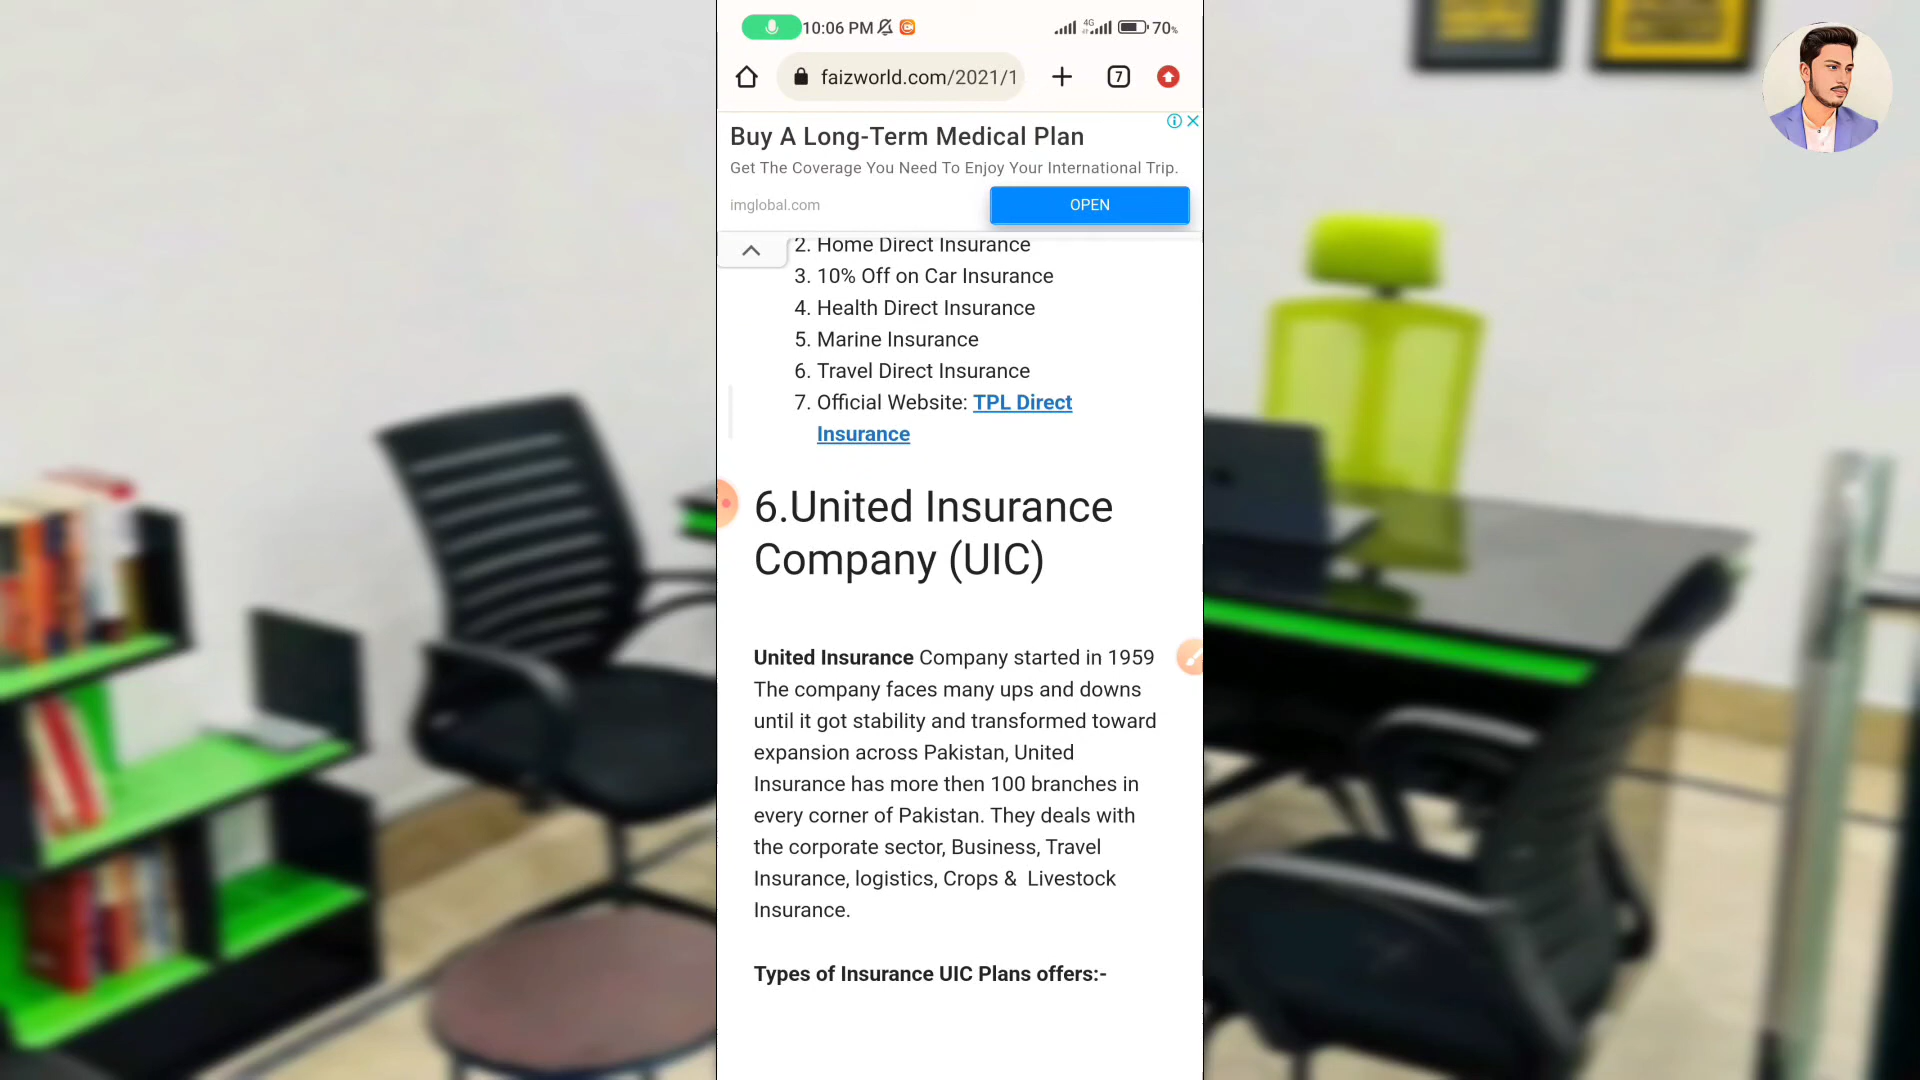 10:06 PM 4G 70%
faizworld.com/2021/1 7
Buy A Long-Term Medical Plan
Get The Coverage You Need To Enjoy Your International Trip.
imglobal.com OPEN
2. Home Direct Insurance
3. 10% Off on Car Insurance
4. Health Direct Insurance
5. Marine Insurance
6. Travel Direct Insurance
7. Official Website: TPL Direct
Insurance
6.United Insurance
Company (UIC)
United Insurance Company started in 1959
The company faces many ups and downs
until it got stability and transformed toward
expansion across Pakistan, United
Insurance has more then 100 branches in
every corner of Pakistan. They deals with
the corporate sector, Business, Travel
Insurance, logistics, Crops &  Livestock
Insurance.
Types of Insurance UIC Plans offers:-